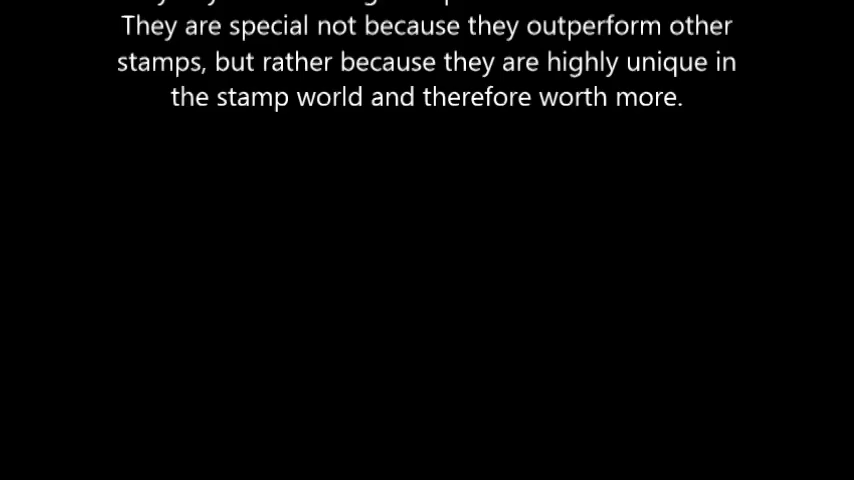 They are special not because they outperform other
stamps, but rather because they are highly unique in
the stamp world and therefore worth more.